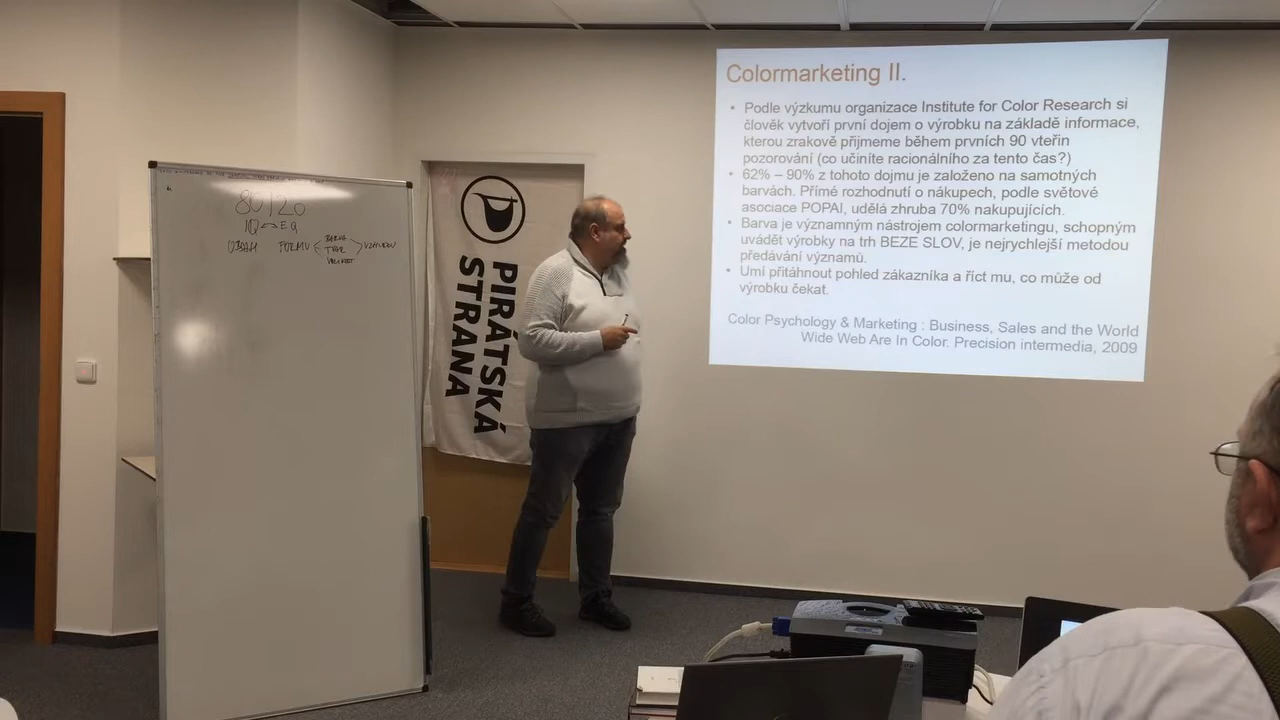 80/20
IQ E.Q
OBSAH FORMU BARVA
TVAR
PIRÁTSKÁ
STRANA
Colormarketing II.
• Podle výzkumu organizace Institute for Color Research si
člověk vytvoří první dojem o výrobku na základě informace,
kterou zrakově přijmeme během prvních 90 vteřin
pozorování (co učiníte racionálního za tento čas?)
• 62% – 90% z tohoto dojmu je založeno na samotných
barvách. Přímé rozhodnutí o nákupech, podle světové
asociace POPAI, udělá zhruba 70% nakupujících.
• Barva je významným nástrojem colormarketingu, schopným
uvádět výrobky na trh BEZE SLOV, je nejrychlejší metodou
předávání významů.
• Umí přitáhnout pohled zákazníka a říct mu, co může od
výrobku čekat.
Color Psychology & Marketing : Business, Sales and the World
Wide Web Are In Color. Precision intermedia, 2009